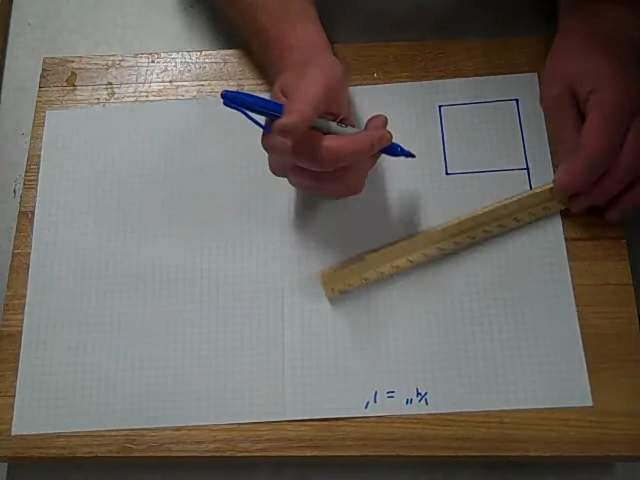 1/4" = 1'